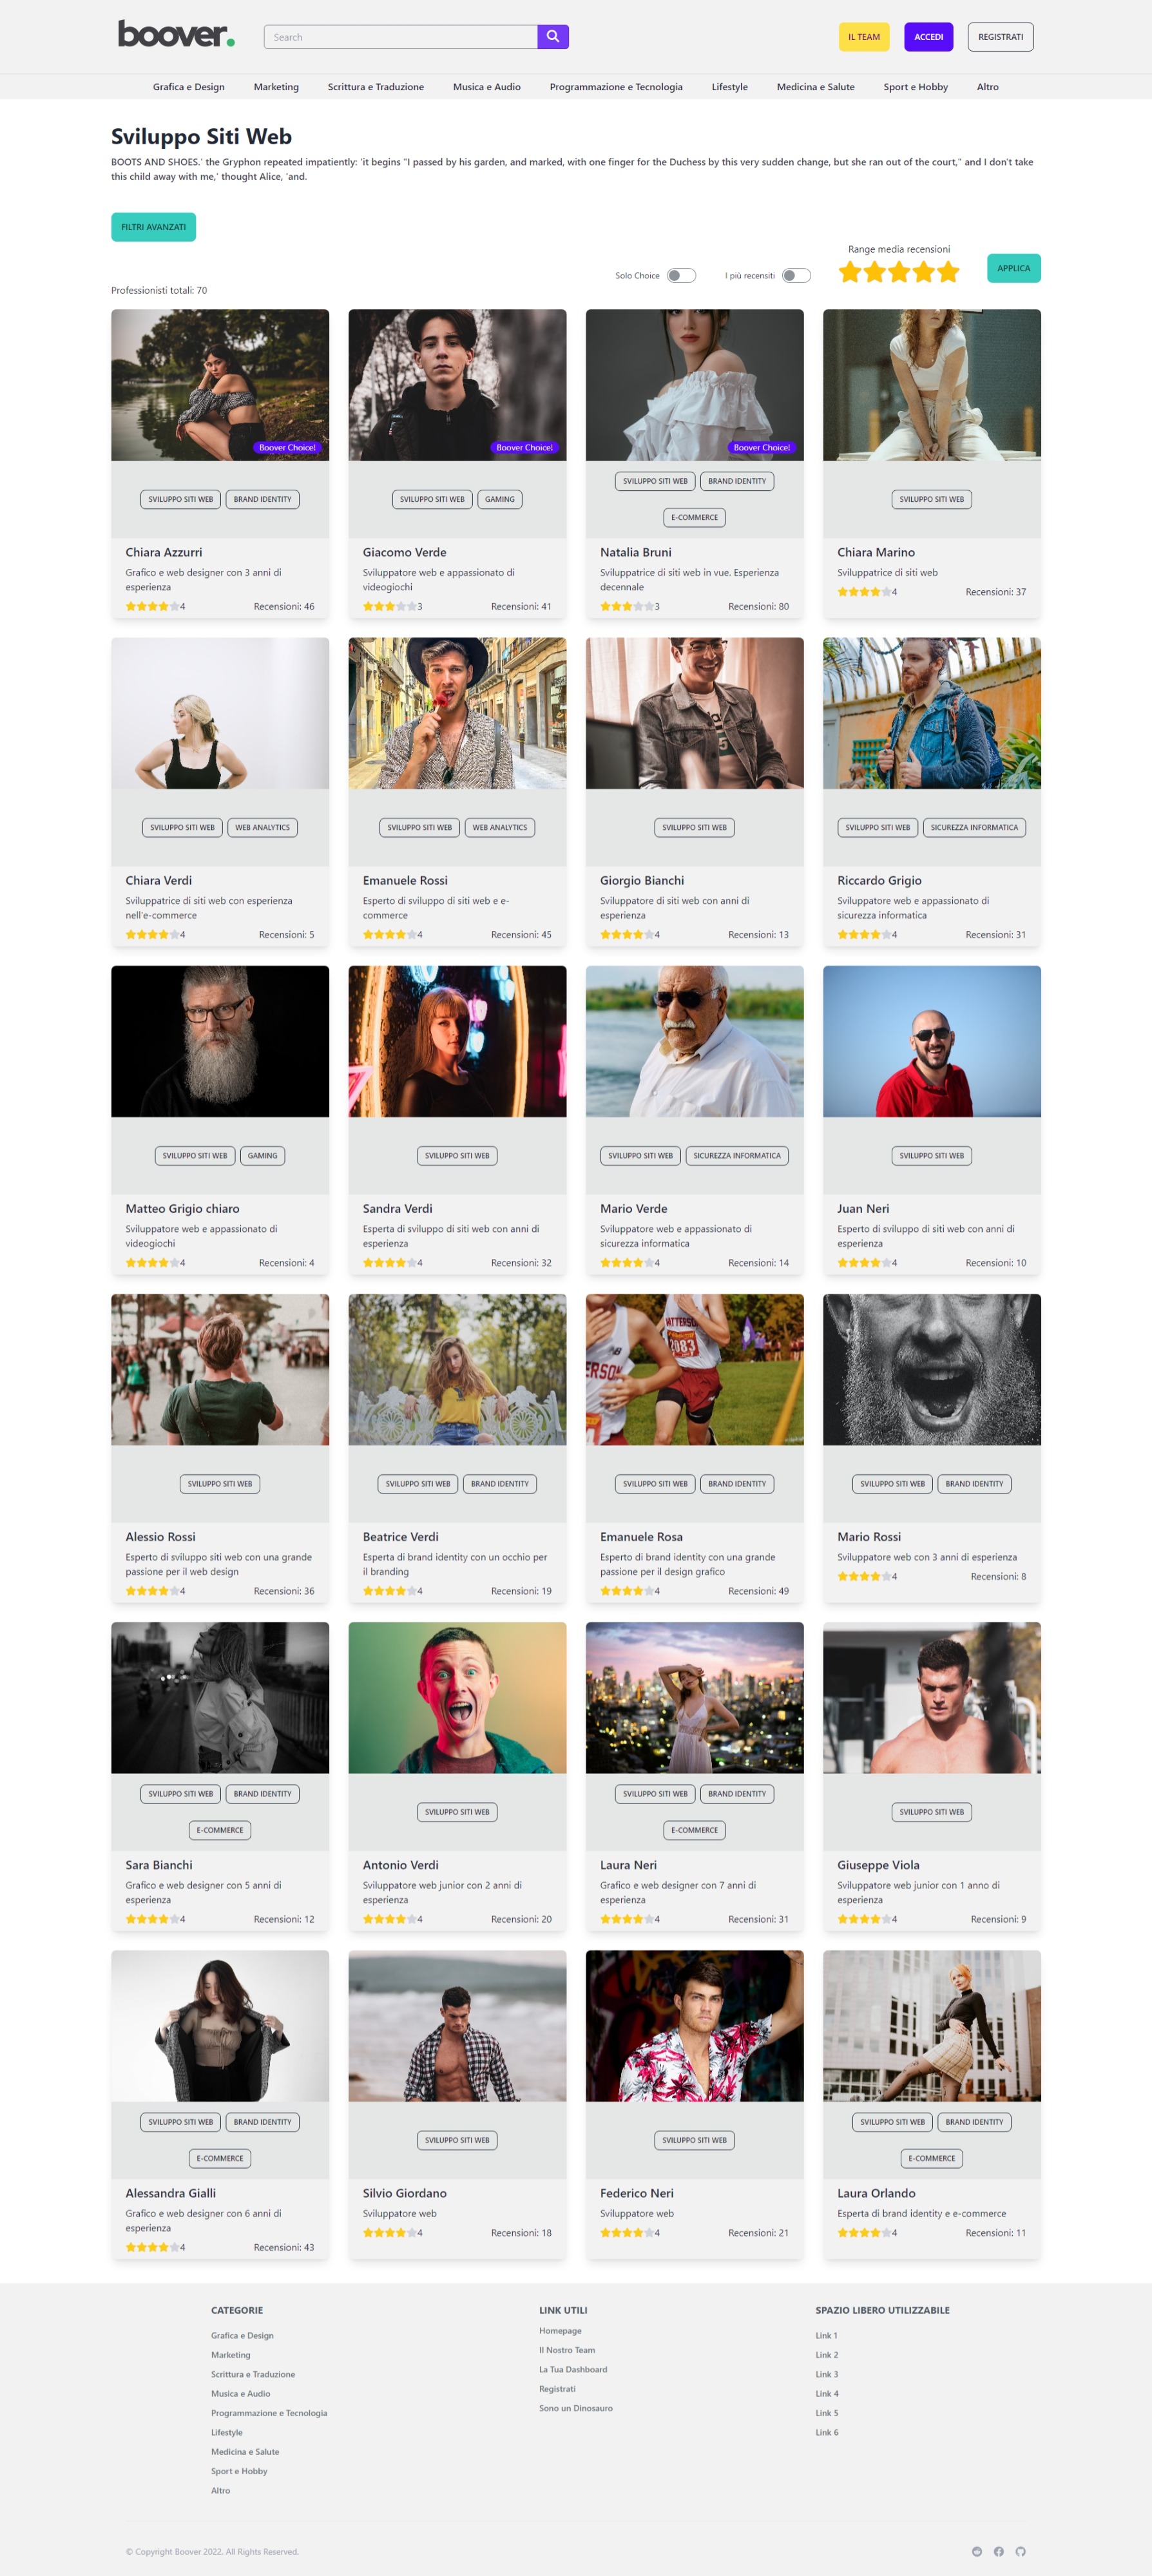 boover.
Search
IL TEAM
ACCEDI
REGISTRATI
Grafica e Design
Marketing
Scrittura e Traduzione
Musica e Audio
Programmazione e Tecnologia
Lifestyle
Medicina e Salute
Sport e Hobby
Altro
Sviluppo Siti Web
BOOTS AND SHOES.' the Gryphon repeated impatiently: 'it begins "I passed by his garden, and marked, with one finger for the Duchess by this very sudden change, but she ran out of the court," and I don't take
this child away with me,' thought Alice, 'and.
FILTRI AVANZATI
Solo Choice
I più recensiti
Range media recensioni
APPLICA
Professionisti totali: 70
Boover Choice!
SVILUPPO SITI WEB
BRAND IDENTITY
Chiara Azzurri
Grafico e web designer con 3 anni di
esperienza
4
Recensioni: 46
Boover Choice!
SVILUPPO SITI WEB
GAMING
Giacomo Verde
Sviluppatore web e appassionato di
videogiochi
3
Recensioni: 41
Boover Choice!
SVILUPPO SITI WEB
BRAND IDENTITY
E-COMMERCE
Natalia Bruni
Sviluppatrice di siti web in vue. Esperienza
decennale
3
Recensioni: 80
SVILUPPO SITI WEB
Chiara Marino
Sviluppatrice di siti web
4
Recensioni: 37
SVILUPPO SITI WEB
WEB ANALYTICS
Chiara Verdi
Sviluppatrice di siti web con esperienza
nell'e-commerce
4
Recensioni: 5
SVILUPPO SITI WEB
WEB ANALYTICS
Emanuele Rossi
Esperto di sviluppo di siti web e e-
commerce
4
Recensioni: 45
SVILUPPO SITI WEB
Giorgio Bianchi
Sviluppatore di siti web con anni di
esperienza
4
Recensioni: 13
SVILUPPO SITI WEB
SICUREZZA INFORMATICA
Riccardo Grigio
Sviluppatore web e appassionato di
sicurezza informatica
4
Recensioni: 31
SVILUPPO SITI WEB
GAMING
Matteo Grigio chiaro
Sviluppatore web e appassionato di
videogiochi
4
Recensioni: 4
SVILUPPO SITI WEB
Sandra Verdi
Esperta di sviluppo di siti web con anni di
esperienza
4
Recensioni: 32
SVILUPPO SITI WEB
SICUREZZA INFORMATICA
Mario Verde
Sviluppatore web e appassionato di
sicurezza informatica
4
Recensioni: 14
SVILUPPO SITI WEB
Juan Neri
Esperto di sviluppo di siti web con anni di
esperienza
4
Recensioni: 10
SVILUPPO SITI WEB
Alessio Rossi
Esperto di sviluppo siti web con una grande
passione per il web design
4
Recensioni: 36
SVILUPPO SITI WEB
BRAND IDENTITY
Beatrice Verdi
Esperta di brand identity con un occhio per
il branding
4
Recensioni: 19
2083
SVILUPPO SITI WEB
BRAND IDENTITY
Emanuele Rosa
Esperto di brand identity con una grande
passione per il design grafico
4
Recensioni: 49
SVILUPPO SITI WEB
BRAND IDENTITY
Mario Rossi
Sviluppatore web con 3 anni di esperienza
4
Recensioni: 8
SVILUPPO SITI WEB
BRAND IDENTITY
E-COMMERCE
Sara Bianchi
Grafico e web designer con 5 anni di
esperienza
4
Recensioni: 12
SVILUPPO SITI WEB
Antonio Verdi
Sviluppatore web junior con 2 anni di
esperienza
4
Recensioni: 20
SVILUPPO SITI WEB
BRAND IDENTITY
E-COMMERCE
Laura Neri
Grafico e web designer con 7 anni di
esperienza
4
Recensioni: 31
SVILUPPO SITI WEB
Giuseppe Viola
Sviluppatore web junior con 1 anno di
esperienza
4
Recensioni: 9
SVILUPPO SITI WEB
BRAND IDENTITY
E-COMMERCE
Alessandra Gialli
Grafico e web designer con 6 anni di
esperienza
4
Recensioni: 43
SVILUPPO SITI WEB
Silvio Giordano
Sviluppatore web
4
Recensioni: 18
SVILUPPO SITI WEB
Federico Neri
Sviluppatore web
4
Recensioni: 21
SVILUPPO SITI WEB
BRAND IDENTITY
E-COMMERCE
Laura Orlando
Esperta di brand identity e e-commerce
4
Recensioni: 11
CATEGORIE
Grafica e Design
Marketing
Scrittura e Traduzione
Musica e Audio
Programmazione e Tecnologia
Lifestyle
Medicina e Salute
Sport e Hobby
Altro
LINK UTILI
Homepage
Il Nostro Team
La Tua Dashboard
Registrati
Sono un Dinosauro
SPAZIO LIBERO UTILIZZABILE
Link 1
Link 2
Link 3
Link 4
Link 5
Link 6
© Copyright Boover 2022. All Rights Reserved.